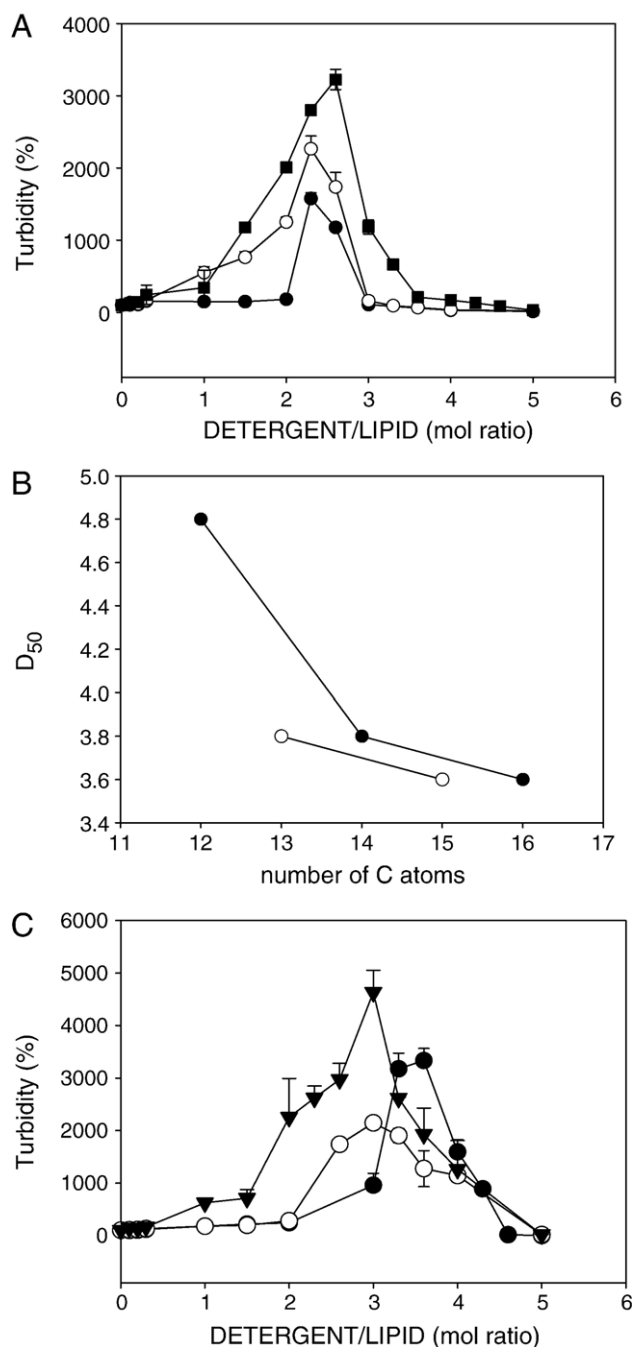 A
4000
3000
2000
1000
0
Turbidity (%)
0 1 2 3 4 5 6
DETERGENT/LIPID (mol ratio)
B
5.0
4.8
4.6
4.4
4.2
4.0
3.8
3.6
3.4
D50
11 12 13 14 15 16 17
number of C atoms
C
6000
5000
4000
3000
2000
1000
0
Turbidity (%)
0 1 2 3 4 5 6
DETERGENT/LIPID (mol ratio)